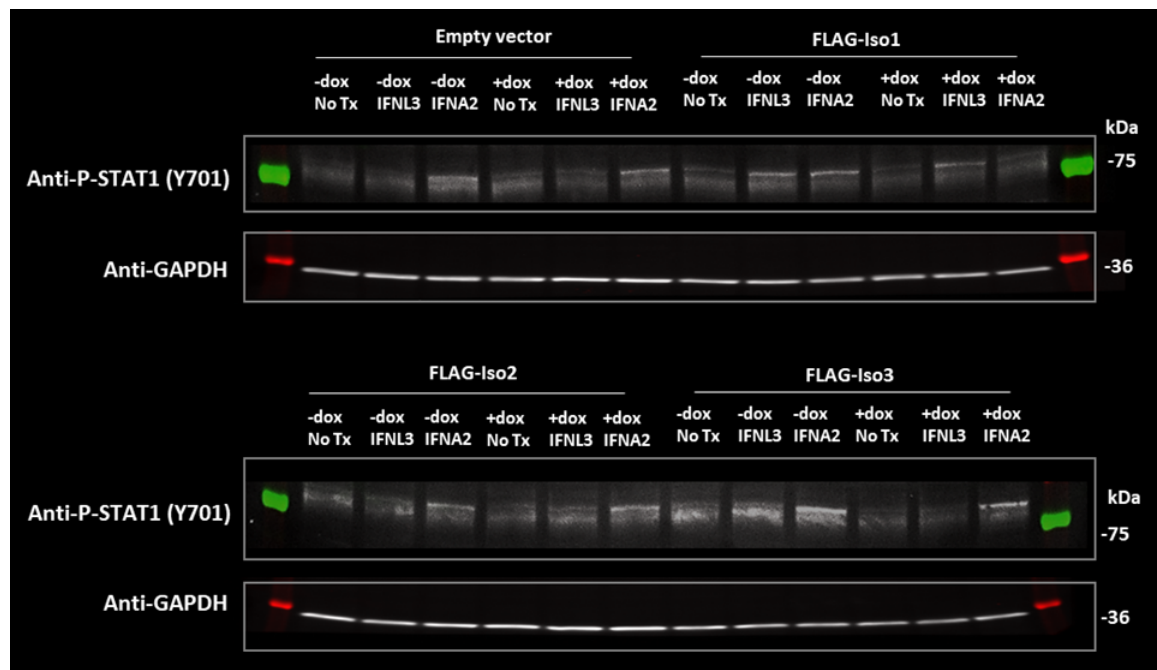 Empty vector FLAG-Iso1
-dox -dox -dox +dox +dox +dox -dox -dox -dox +dox +dox +dox
No Tx IFNL3 IFNA2 No Tx IFNL3 IFNA2 No Tx IFNL3 IFNA2 No Tx IFNL3 IFNA2
kDa
Anti-P-STAT1 (Y701) -75
Anti-GAPDH -36
FLAG-Iso2 FLAG-Iso3
-dox -dox -dox +dox +dox +dox -dox -dox -dox +dox +dox +dox
No Tx IFNL3 IFNA2 No Tx IFNL3 IFNA2 No Tx IFNL3 IFNA2 No Tx IFNL3 IFNA2
kDa
Anti-P-STAT1 (Y701) -75
Anti-GAPDH -36